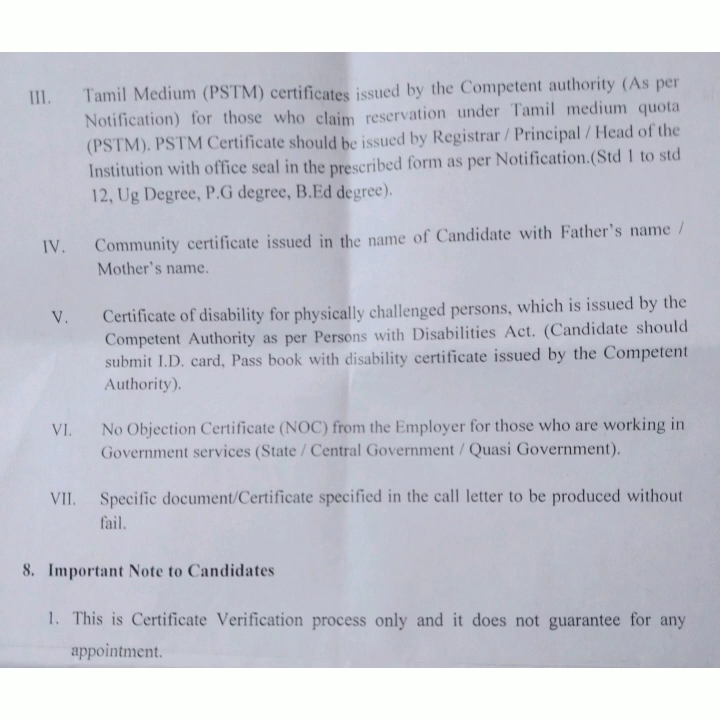 III. Tamil Medium (PSTM) certificates issued by the Competent authority (As per
Notification) for those who claim reservation under Tamil medium quota
(PSTM). PSTM Certificate should be issued by Registrar / Principal / Head of the
Institution with office seal in the prescribed form as per Notification.(Std 1 to std
12, Ug Degree, P.G degree, B.Ed degree).
IV. Community certificate issued in the name of Candidate with Father's name /
Mother's name.
V. Certificate of disability for physically challenged persons, which is issued by the
Competent Authority as per Persons with Disabilities Act. (Candidate should
submit I.D. card, Pass book with disability certificate issued by the Competent
Authority).
VI. No Objection Certificate (NOC) from the Employer for those who are working in
Government services (State / Central Government / Quasi Government).
VII. Specific document/Certificate specified in the call letter to be produced without
fail.
8. Important Note to Candidates
1. This is Certificate Verification process only and it does not guarantee for any
appointment.